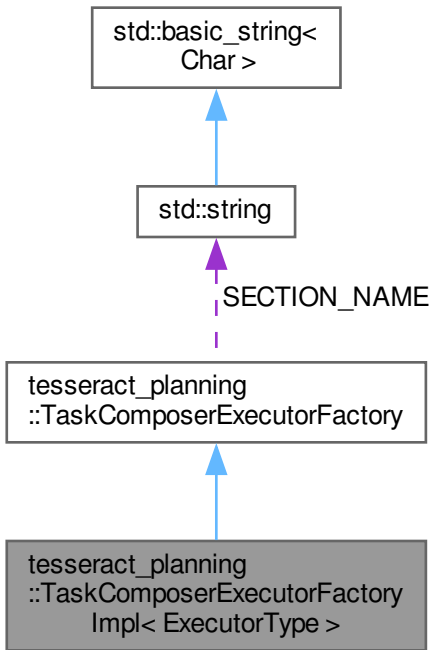 std::basic_string<
Char >
std::string
SECTION_NAME
tesseract_planning
::TaskComposerExecutorFactory
tesseract_planning
::TaskComposerExecutorFactory
Impl< ExecutorType >